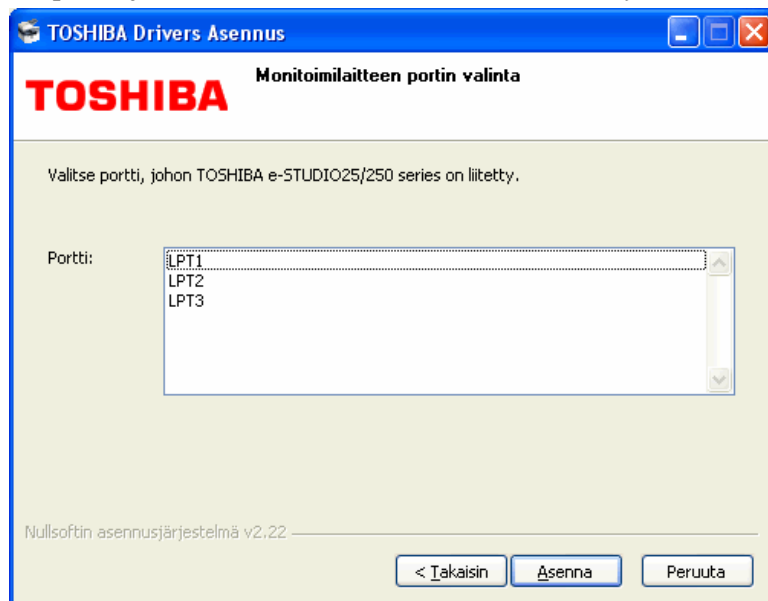 TOSHIBA Drivers Asennus
TOSHIBA
Monitoimilaitteen portin valinta
Valitse portti, johon TOSHIBA e-STUDIO25/250 series on liitetty.
Portti:
LPT1
LPT2
LPT3
Nullsoftin asennusjärjestelmä v2.22
< Takaisin
Asenna
Peruuta